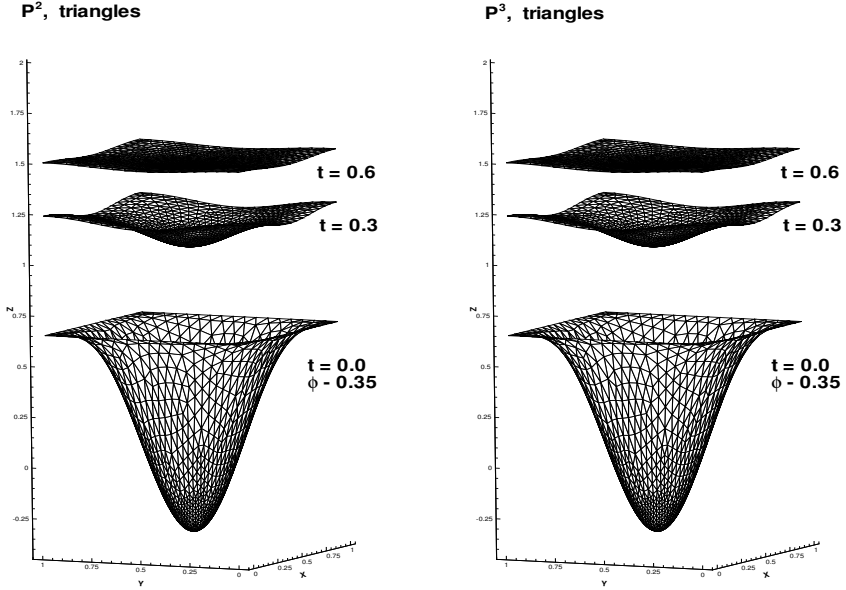 P², triangles
2
1.75
1.5
1.25
1
0.75
0.5
0.25
0
-0.25
Z
t = 0.6
t = 0.3
t = 0.0
ϕ - 0.35
1
0.75
0.5
0.25
0
Y
0
0.25
0.5
0.75
1
X
P³, triangles
2
1.75
1.5
1.25
1
0.75
0.5
0.25
0
-0.25
Z
t = 0.6
t = 0.3
t = 0.0
ϕ - 0.35
1
0.75
0.5
0.25
0
Y
0
0.25
0.5
0.75
1
X